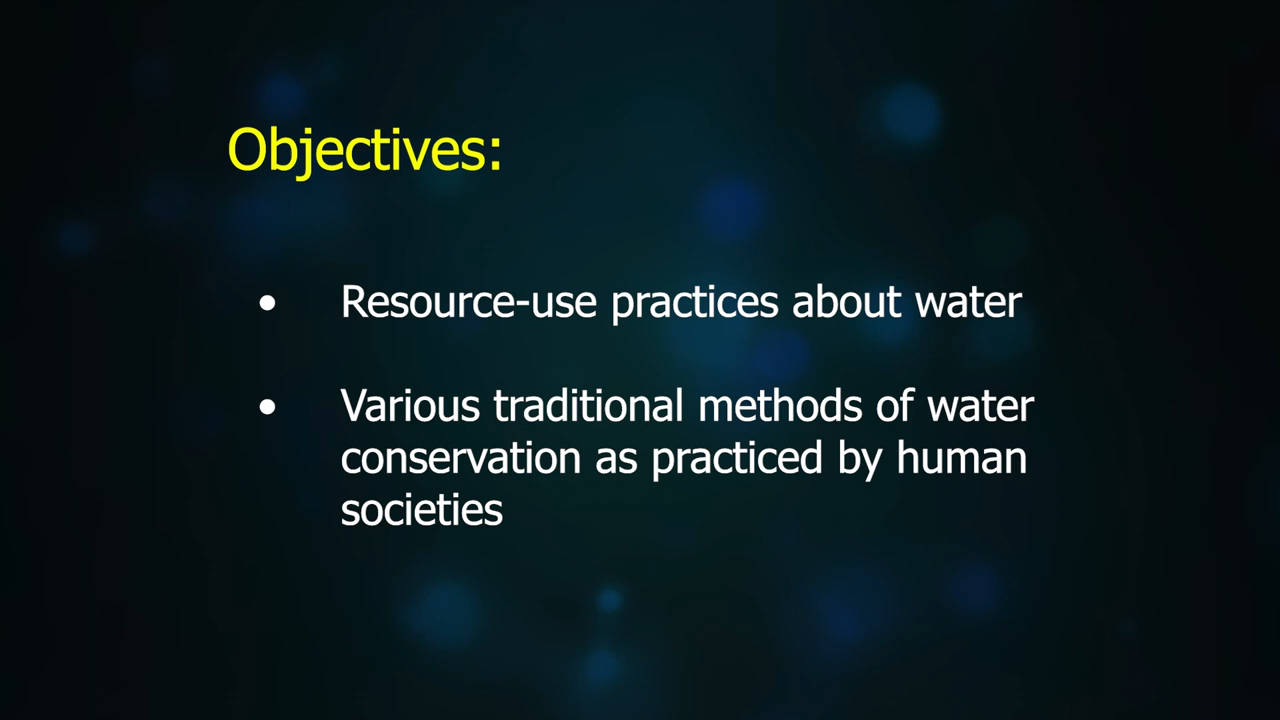 Objectives:
• Resource-use practices about water
• Various traditional methods of water
conservation as practiced by human
societies